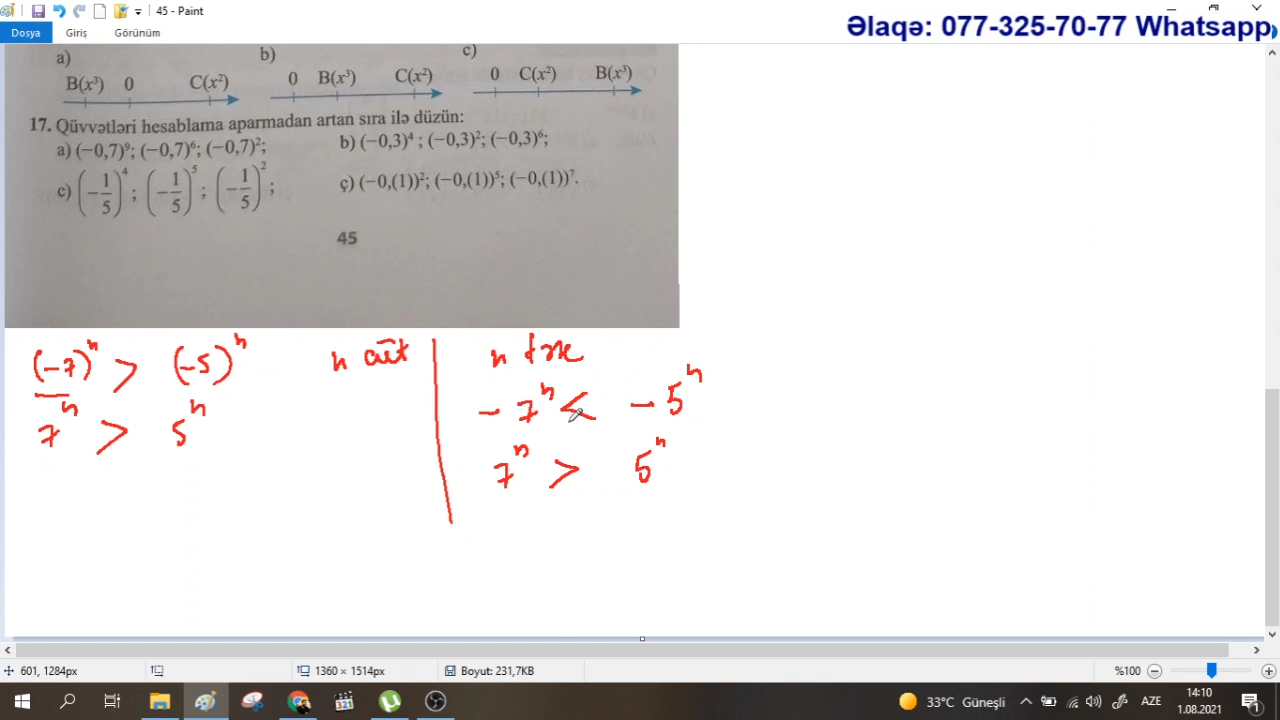 45 - Paint
Əlaqə: 077-325-70-77 Whatsapp
Dosya Giriş Görünüm
a) b) c)
B(x³) 0 C(x²) 0 B(x³) C(x²) 0 C(x²) B(x³)
17. Qüvvətləri hesablama aparmadan artan sıra ilə düzün:
a) (−0,7)⁹; (−0,7)⁶; (−0,7)²; b) (−0,3)⁴ ; (−0,3)²; (−0,3)⁶;
c) (−1/5)⁴ ; (−1/5)⁵ ; (−1/5)² ; ç) (−0,(1))²; (−0,(1))⁵; (−0,(1))⁷.
45
(−7)ⁿ > (−5)ⁿ n cüt
7ⁿ > 5ⁿ
n tək
−7ⁿ < −5ⁿ
7ⁿ > 5ⁿ
601, 1284px 1360 × 1514px Boyut: 231,7KB %100
33°C Güneşli AZE 14:10
1.08.2021 1